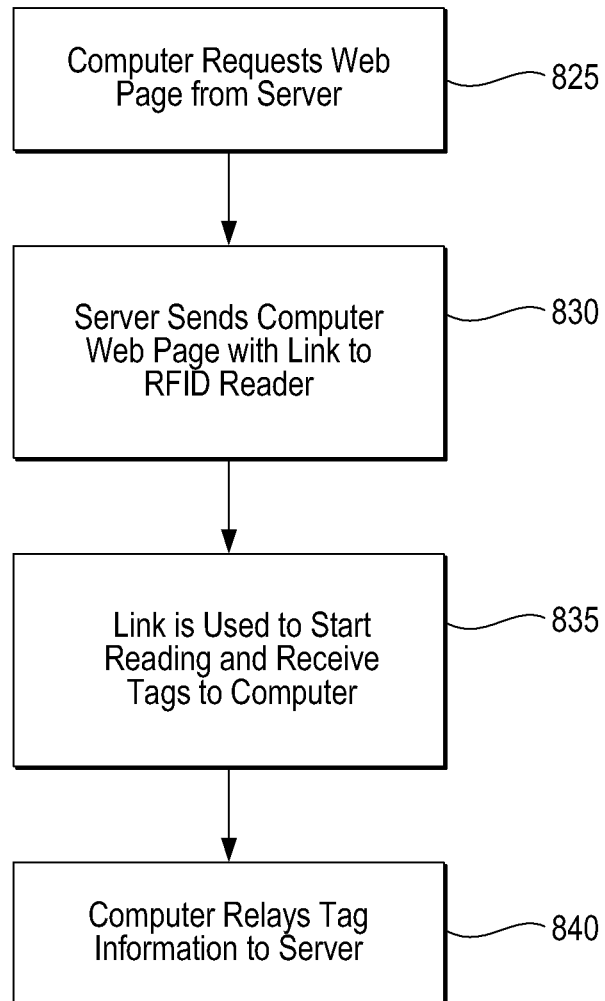 Computer Requests Web
Page from Server
825
Server Sends Computer
Web Page with Link to
RFID Reader
830
Link is Used to Start
Reading and Receive
Tags to Computer
835
Computer Relays Tag
Information to Server
840